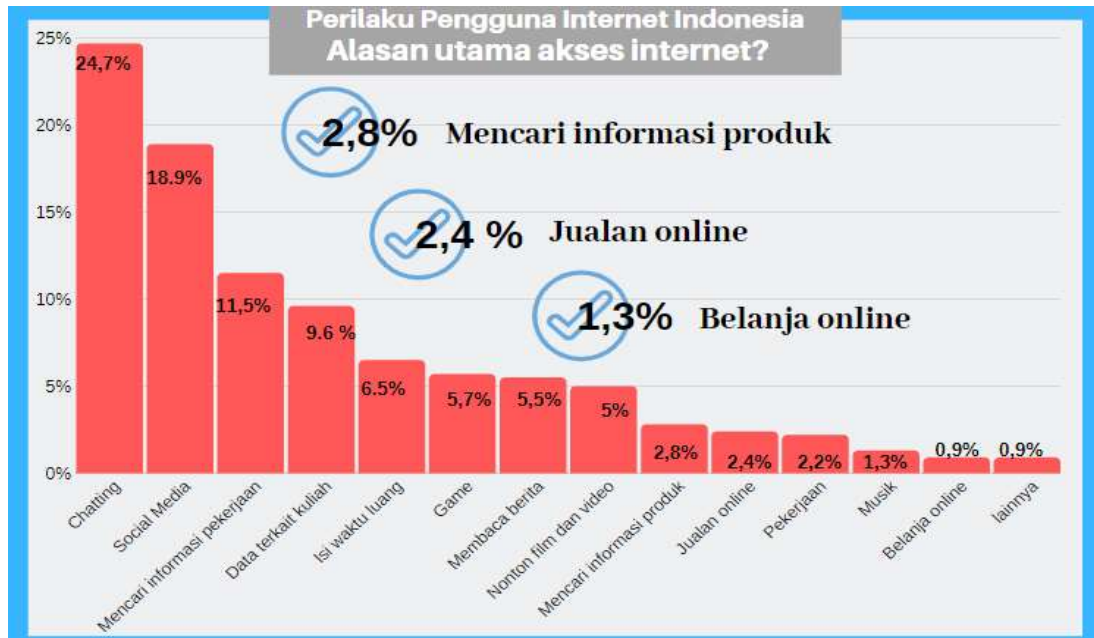 Perilaku Pengguna Internet Indonesia
Alasan utama akses internet?
25%
20%
15%
10%
5%
0%
24,7%
18.9%
11,5%
9.6 %
6.5%
5,7%
5,5%
5%
2,8%
2,4%
2,2%
1,3%
0,9%
0,9%
2,8% Mencari informasi produk
2,4 % Jualan online
1,3% Belanja online
Chatting
Social Media
Mencari informasi pekerjaan
Data terkait kuliah
Isi waktu luang
Game
Membaca berita
Nonton film dan video
Mencari informasi produk
Jualan online
Pekerjaan
Musik
Belanja online
lainnya